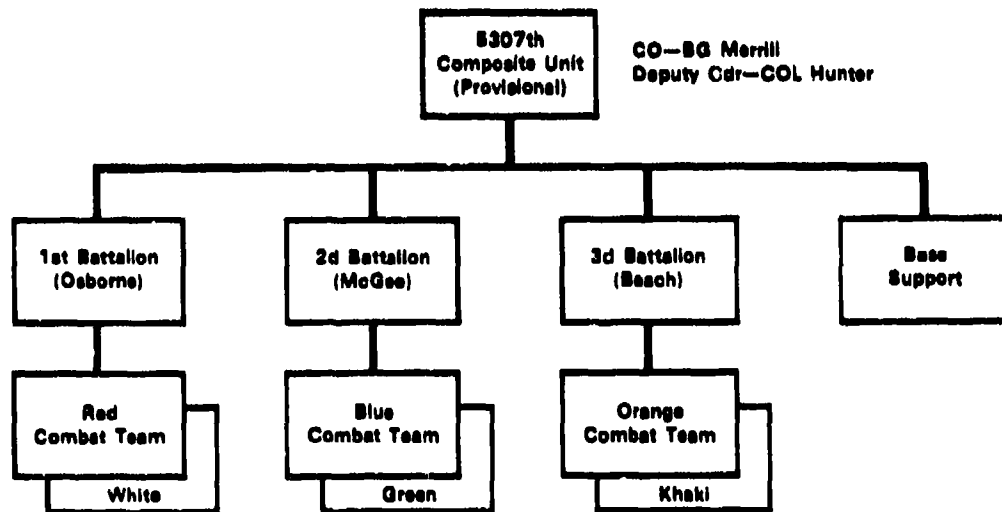 5307th
Composite Unit
(Provisional)
CO—BG Merrill
Deputy Cdr—COL Hunter
1st Battalion
(Osborne)
2d Battalion
(McGee)
3d Battalion
(Beach)
Base
Support
Red
Combat Team
White
Blue
Combat Team
Green
Orange
Combat Team
Khaki